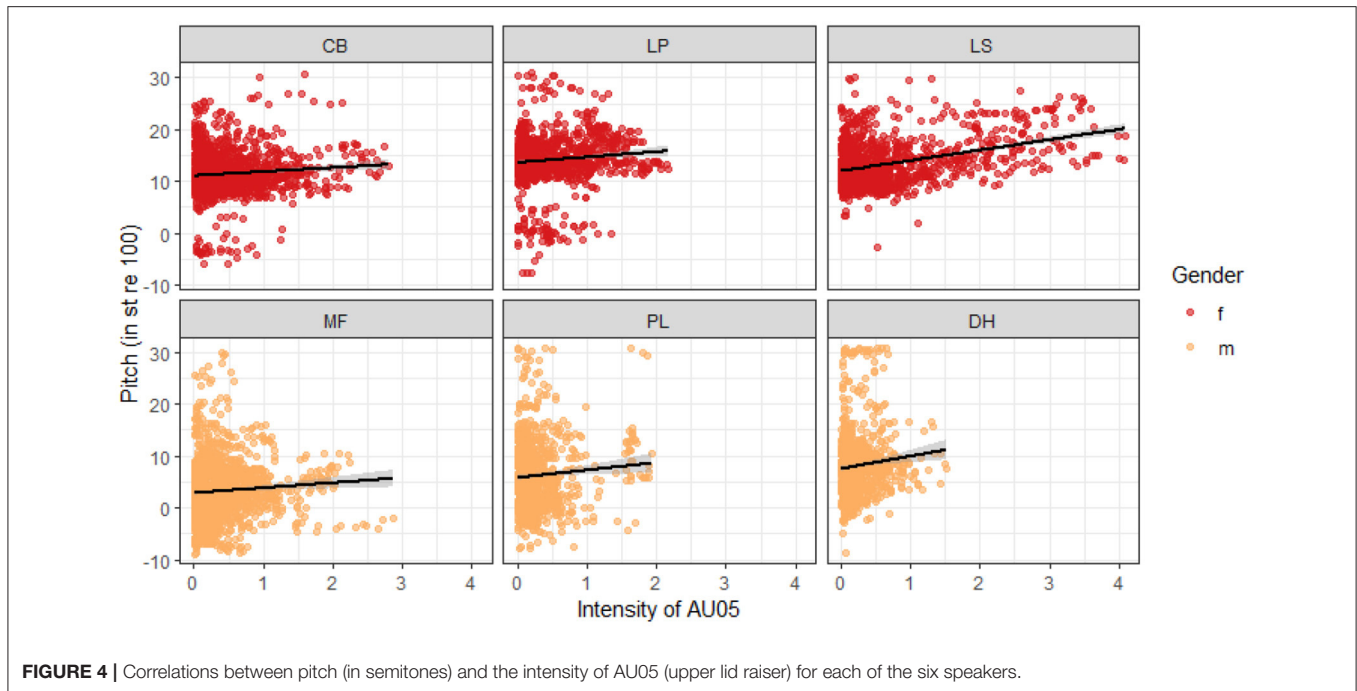 CB LP LS
30
20
10
0
-10
MF PL DH
30
20
10
0
-10
Pitch (in st re 100)
0 1 2 3 4 0 1 2 3 4 0 1 2 3 4
Intensity of AU05
Gender
f
m
FIGURE 4 | Correlations between pitch (in semitones) and the intensity of AU05 (upper lid raiser) for each of the six speakers.